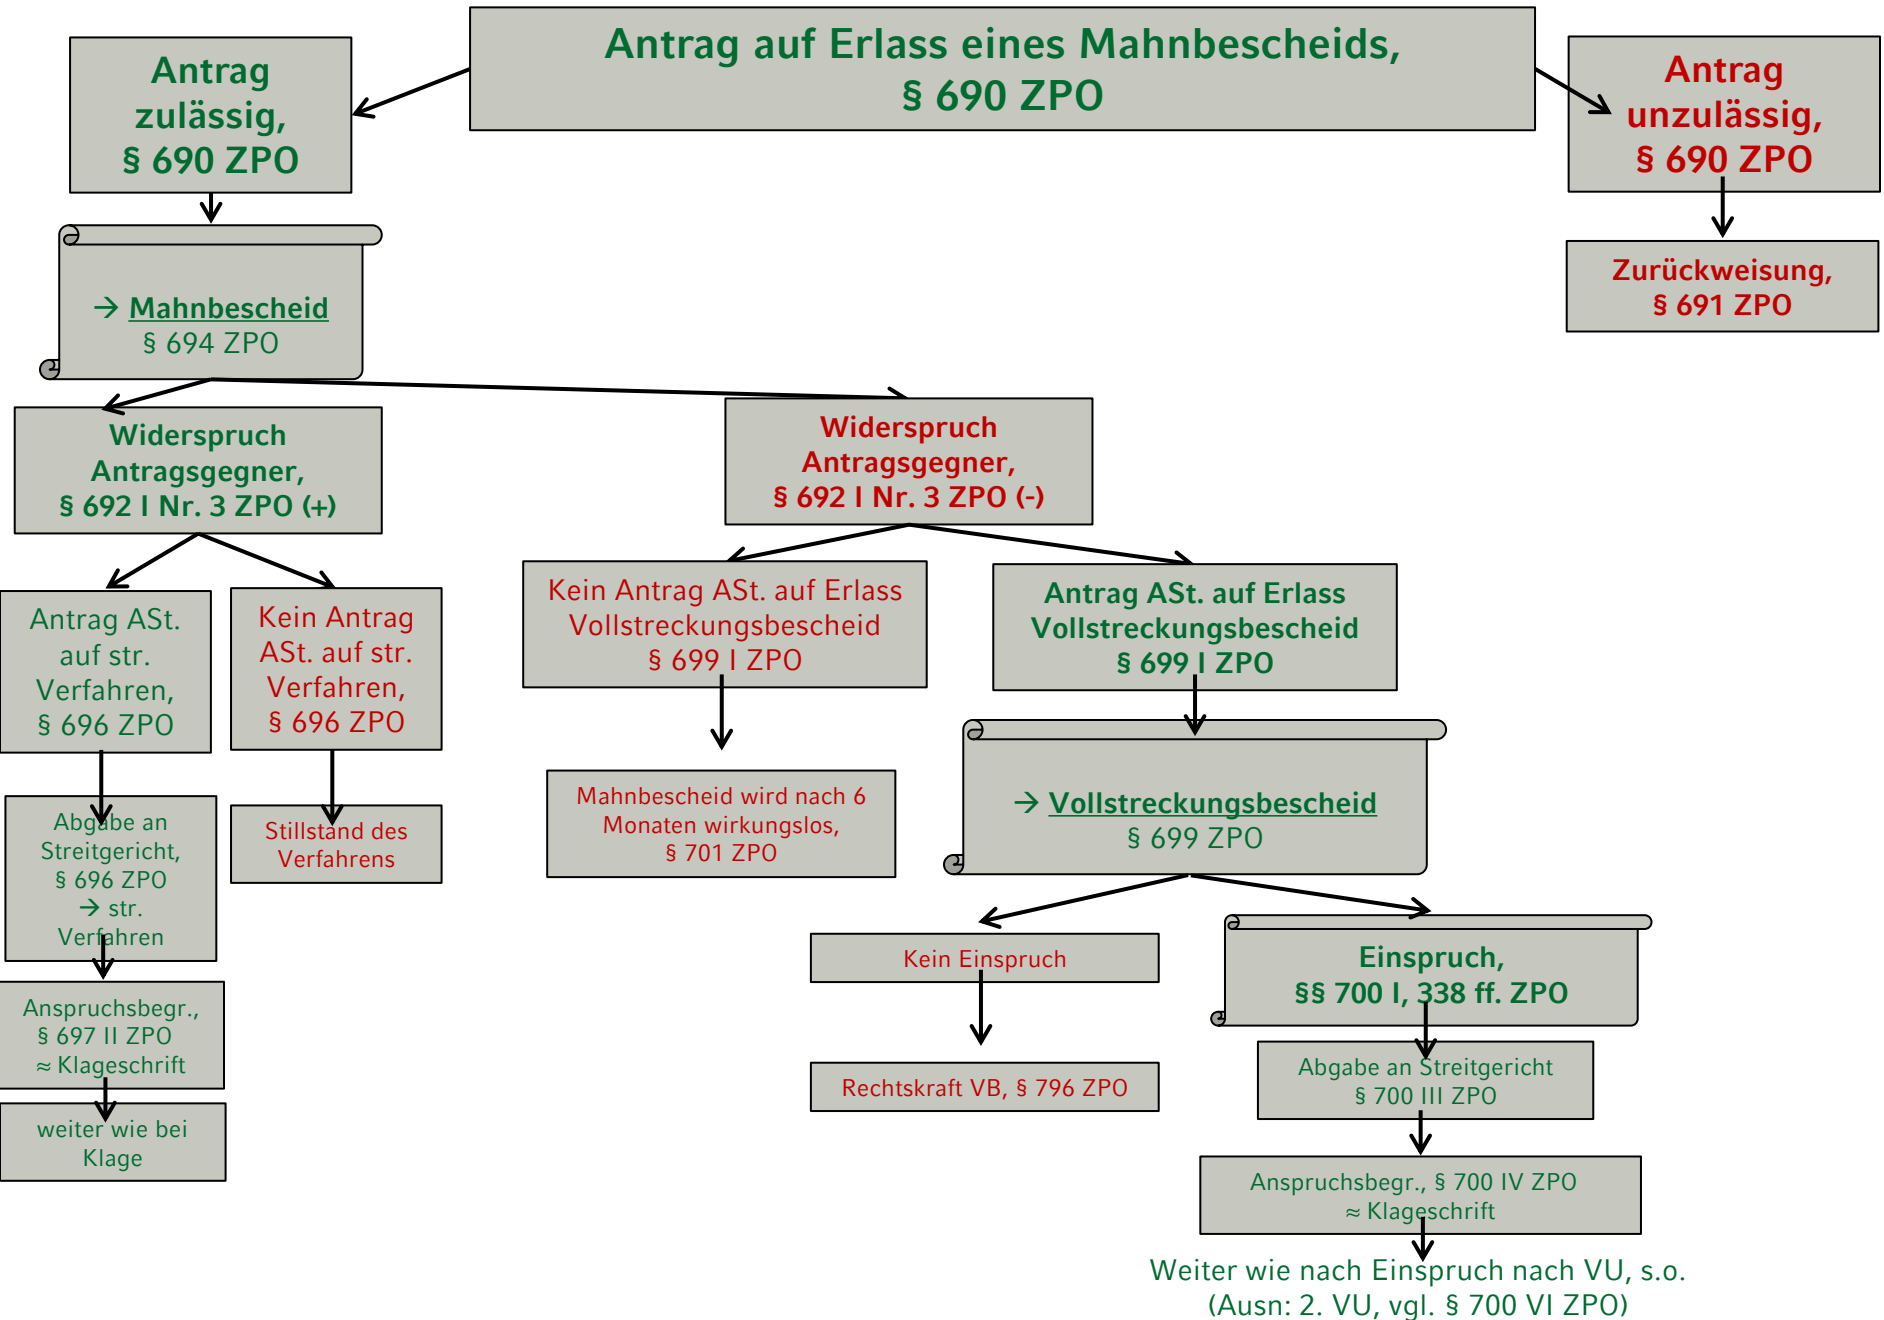 Antrag auf Erlass eines Mahnbescheids,
§ 690 ZPO
Antrag
zulässig,
§ 690 ZPO
Antrag
unzulässig,
§ 690 ZPO
Zurückweisung,
§ 691 ZPO
→ Mahnbescheid
§ 694 ZPO
Widerspruch
Antragsgegner,
§ 692 I Nr. 3 ZPO (+)
Widerspruch
Antragsgegner,
§ 692 I Nr. 3 ZPO (-)
Antrag ASt.
auf str.
Verfahren,
§ 696 ZPO
Kein Antrag
ASt. auf str.
Verfahren,
§ 696 ZPO
Kein Antrag ASt. auf Erlass
Vollstreckungsbescheid
§ 699 I ZPO
Antrag ASt. auf Erlass
Vollstreckungsbescheid
§ 699 I ZPO
Abgabe an
Streitgericht,
§ 696 ZPO
→ str.
Verfahren
Stillstand des
Verfahrens
Mahnbescheid wird nach 6
Monaten wirkungslos,
§ 701 ZPO
→ Vollstreckungsbescheid
§ 699 ZPO
Anspruchsbegr.,
§ 697 II ZPO
≈ Klageschrift
weiter wie bei
Klage
Kein Einspruch
Rechtskraft VB, § 796 ZPO
Einspruch,
§§ 700 I, 338 ff. ZPO
Abgabe an Streitgericht
§ 700 III ZPO
Anspruchsbegr., § 700 IV ZPO
≈ Klageschrift
Weiter wie nach Einspruch nach VU, s.o.
(Ausn: 2. VU, vgl. § 700 VI ZPO)